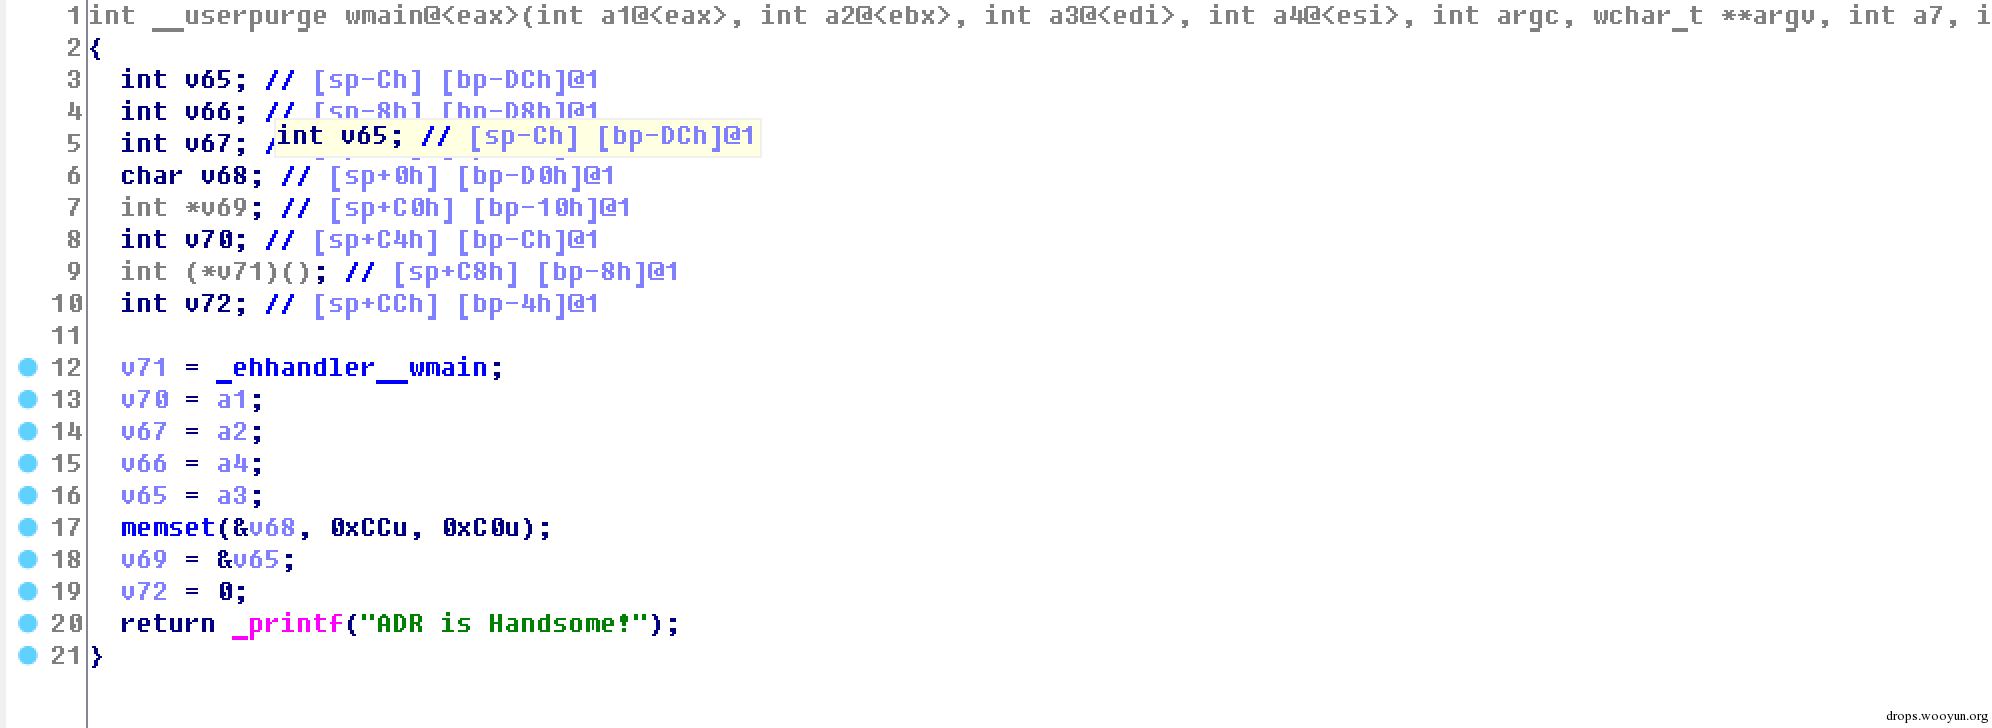 1 int __userpurge wmain@<eax>(int a1@<eax>, int a2@<ebx>, int a3@<edi>, int a4@<esi>, int argc, wchar_t **argv, int a7, i
2 {
3 int v65; // [sp-Ch] [bp-DCh]@1
4 int v66; // [sp-8h] [bp-D8h]@1
5 int v67; /
int v65; // [sp-Ch] [bp-DCh]@1
6 char v68; // [sp+0h] [bp-D0h]@1
7 int *v69; // [sp+C0h] [bp-10h]@1
8 int v70; // [sp+C4h] [bp-Ch]@1
9 int (*v71)(); // [sp+C8h] [bp-8h]@1
10 int v72; // [sp+CCh] [bp-4h]@1
11
12 v71 = _ehhandler__wmain;
13 v70 = a1;
14 v67 = a2;
15 v66 = a4;
16 v65 = a3;
17 memset(&v68, 0xCCu, 0xC0u);
18 v69 = &v65;
19 v72 = 0;
20 return _printf("ADR is Handsome!");
21 }
drops.wooyun.org